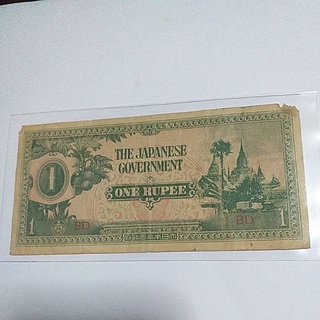 THE JAPANESE
GOVERNMENT
1
ONE RUPEE
1 BD BD 1